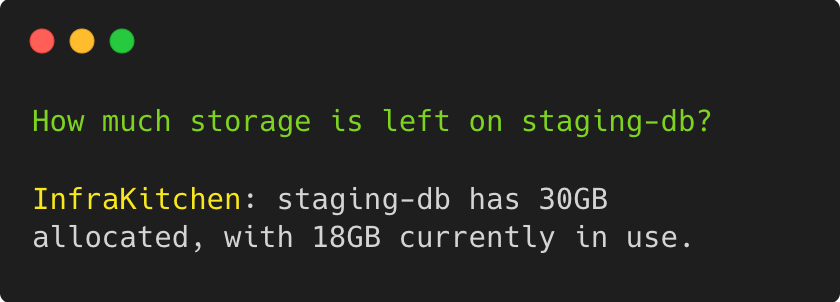 How much storage is left on staging-db?
InfraKitchen: staging-db has 30GB
allocated, with 18GB currently in use.